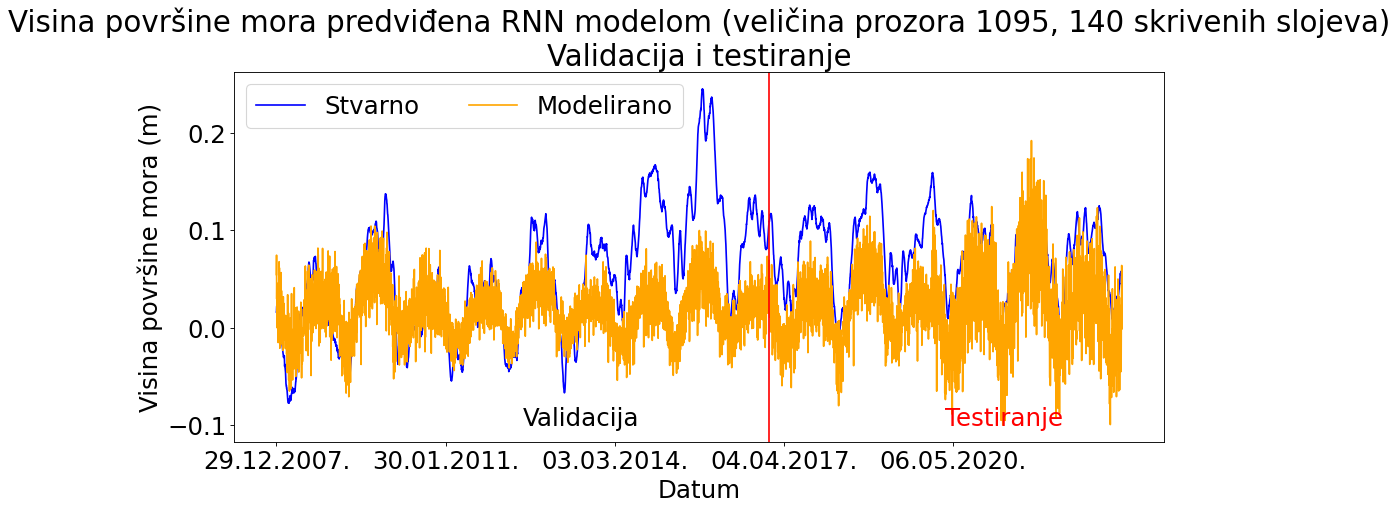 Visina površine mora predviđena RNN modelom (veličina prozora 1095, 140 skrivenih slojeva)
Validacija i testiranje
Stvarno
Modelirano
Visina površine mora (m)
0.2
0.1
0.0
−0.1
Validacija
Testiranje
29.12.2007.
30.01.2011.
03.03.2014.
04.04.2017.
06.05.2020.
Datum